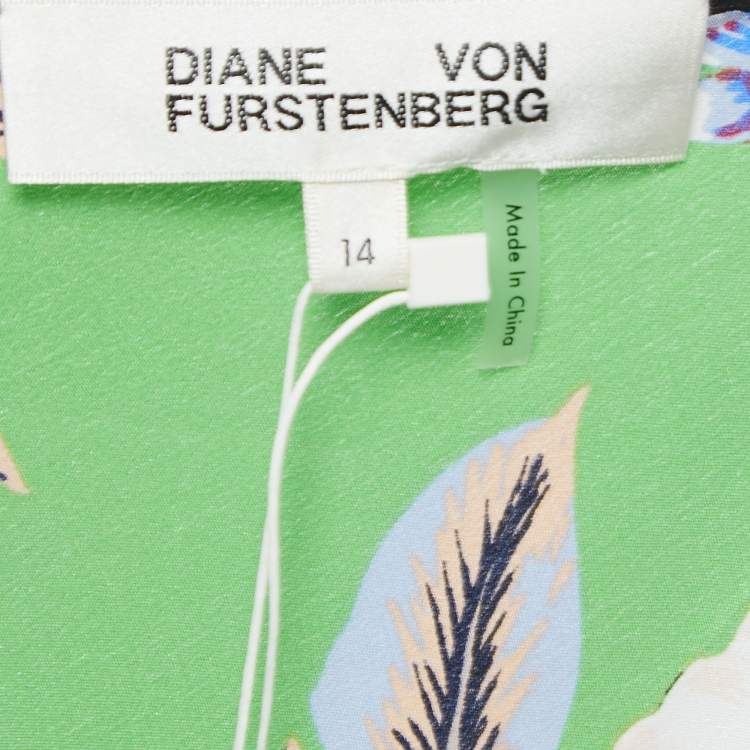 DIANE VON
FURSTENBERG
14
Made In China